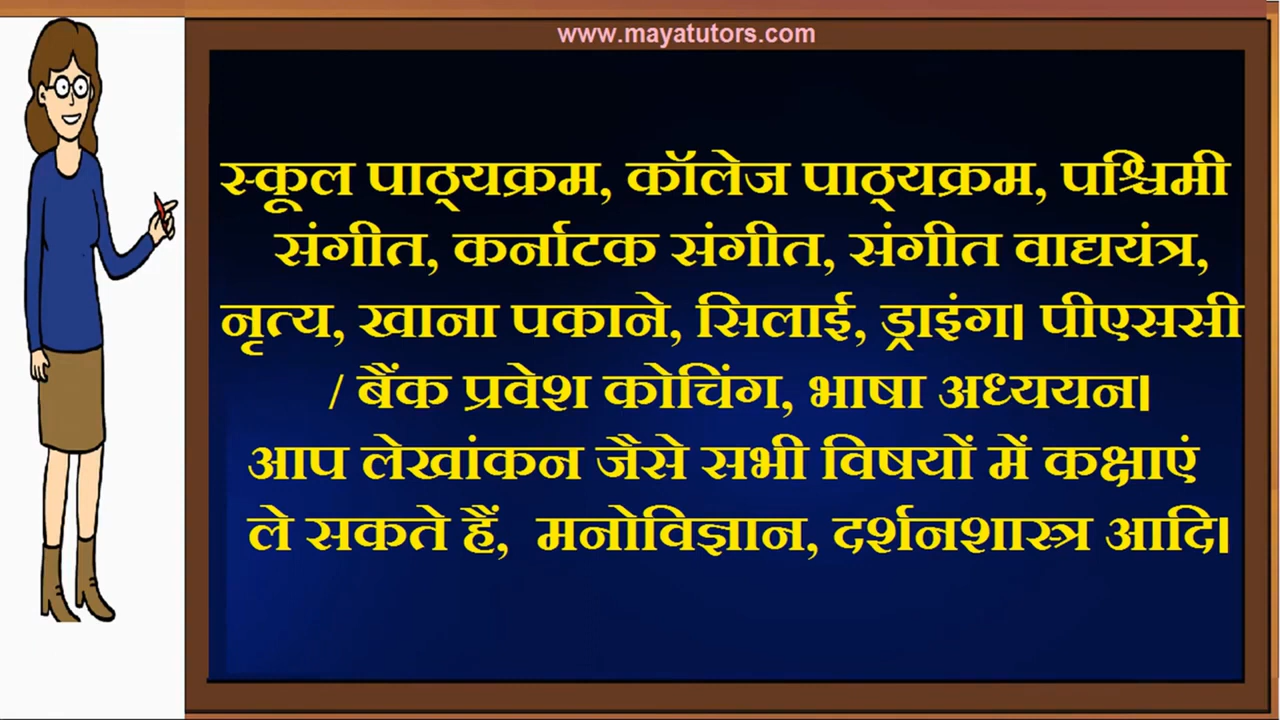 www.mayatutors.com
स्कूल पाठ्यक्रम, कॉलेज पाठ्यक्रम, पश्चिमी
संगीत, कर्नाटक संगीत, संगीत वाद्ययंत्र,
नृत्य, खाना पकाने, सिलाई, ड्राइंग। पीएससी
/ बैंक प्रवेश कोचिंग, भाषा अध्ययन।
आप लेखांकन जैसे सभी विषयों में कक्षाएं
ले सकते हैं, मनोविज्ञान, दर्शनशास्त्र आदि।